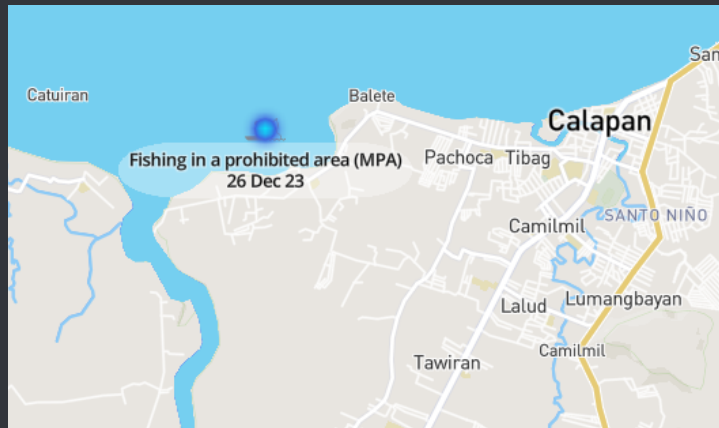 San
Catuiran
Balete
Calapan
Fishing in a prohibited area (MPA)
26 Dec 23
Pachoca
Tibag
SANTO NIÑO
Camilmil
Lalud
Lumangbayan
Camilmil
Tawiran